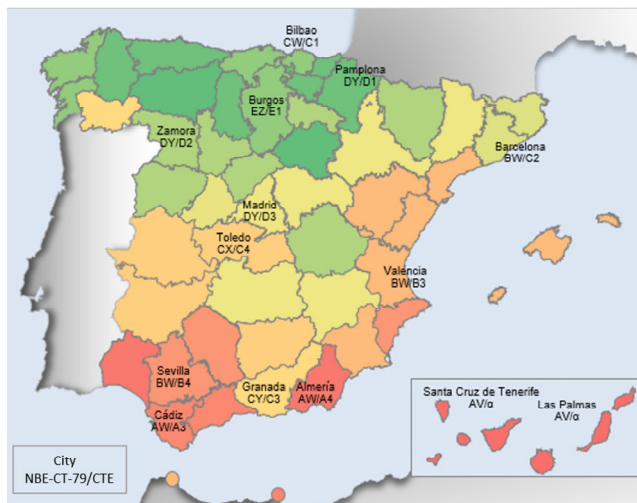 Bilbao
CW/C1
Pamplona
DY/D1
Burgos
EZ/E1
Zamora
DY/D2
Barcelona
BW/C2
Madrid
DY/D3
Toledo
CX/C4
Valencia
BW/B3
Sevilla
BW/B4
Granada
CY/C3
Almería
AW/A4
Cádiz
AW/A3
Santa Cruz de Tenerife
AV/α
Las Palmas
AV/α
City
NBE-CT-79/CTE